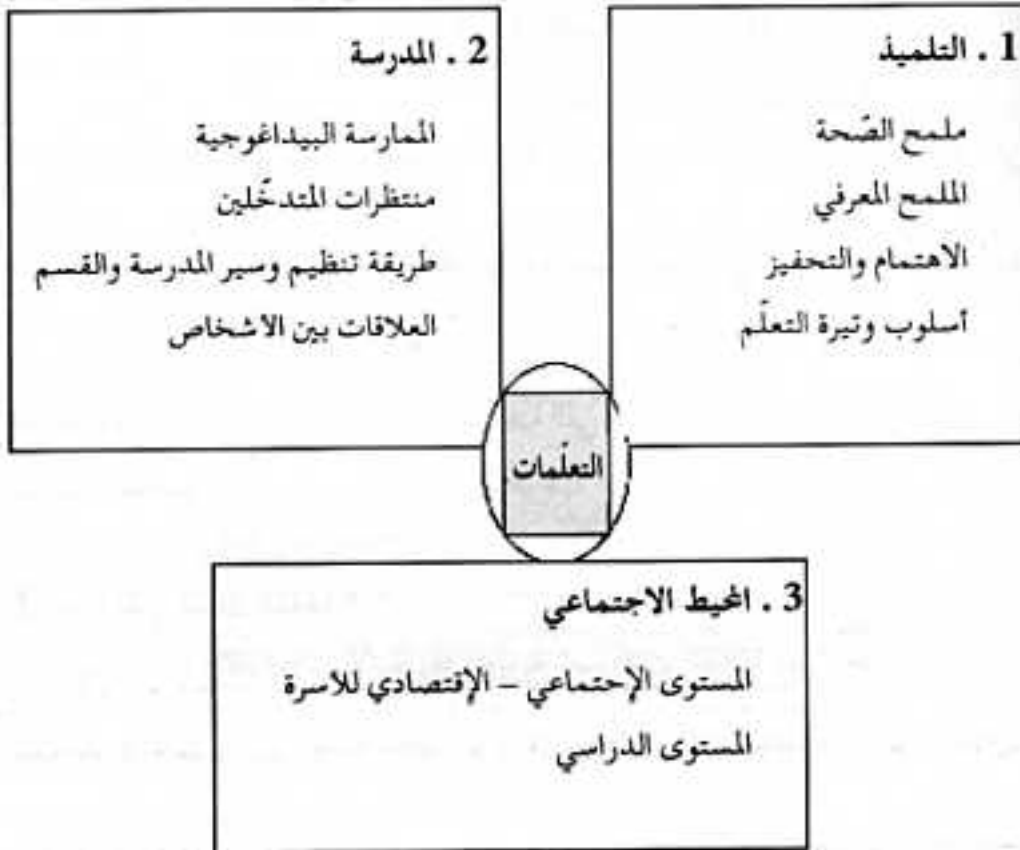 1 . التلميذ
ملمح الصّحة
الملمح المعرفي
الاهتمام والتحفيز
أسلوب وتيرة التعلّم
2 . المدرسة
الممارسة البيداغوجية
منتظرات المتدخّلين
طريقة تنظيم وسير المدرسة والقسم
العلاقات بين الاشخاص
التعلّمات
3 . المحيط الاجتماعي
المستوى الإحتماعي – الإقتصادي للاسرة
المستوى الدراسي